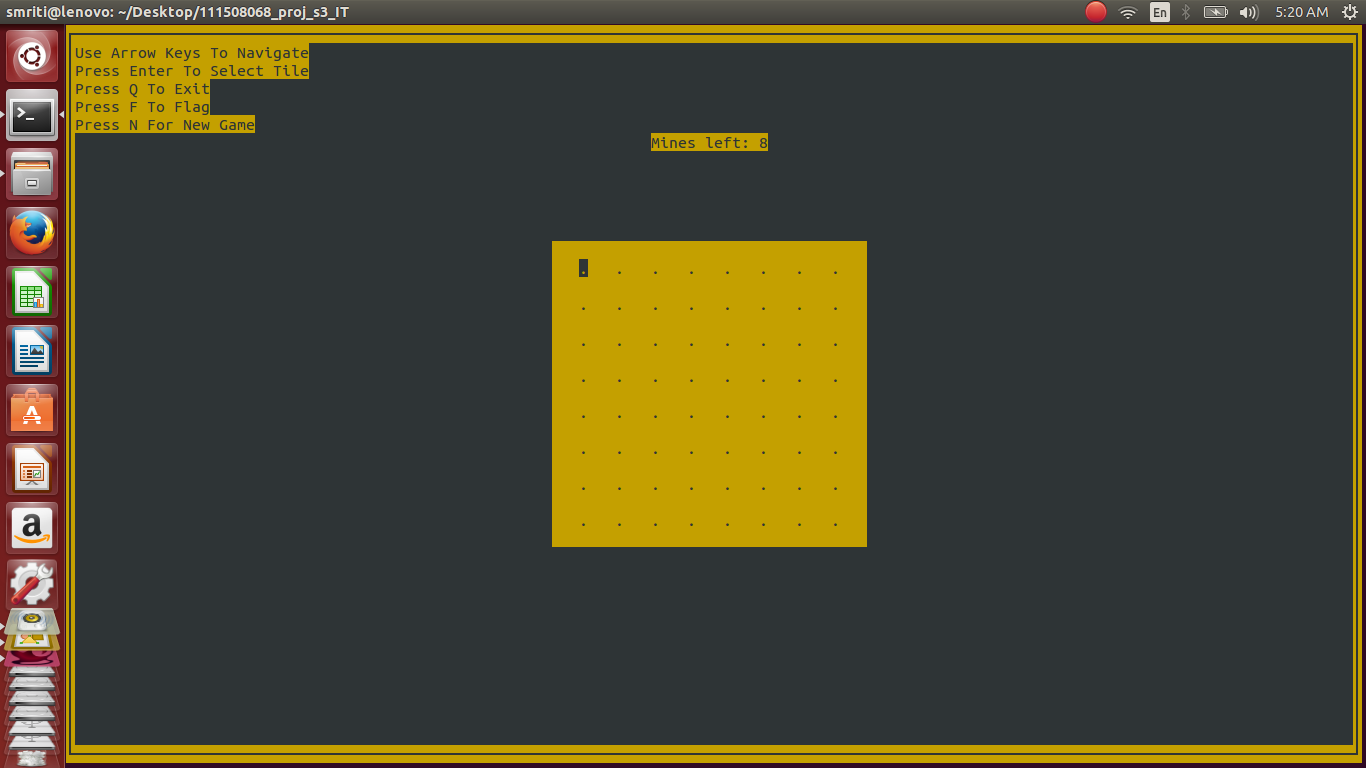 smriti@lenovo: ~/Desktop/111508068_proj_s3_IT
En
5:20 AM
Use Arrow Keys To Navigate
Press Enter To Select Tile
Press Q To Exit
Press F To Flag
Press N For New Game
Mines left: 8
. . . . . . . .
. . . . . . . .
. . . . . . . .
. . . . . . . .
. . . . . . . .
. . . . . . . .
. . . . . . . .
. . . . . . . .